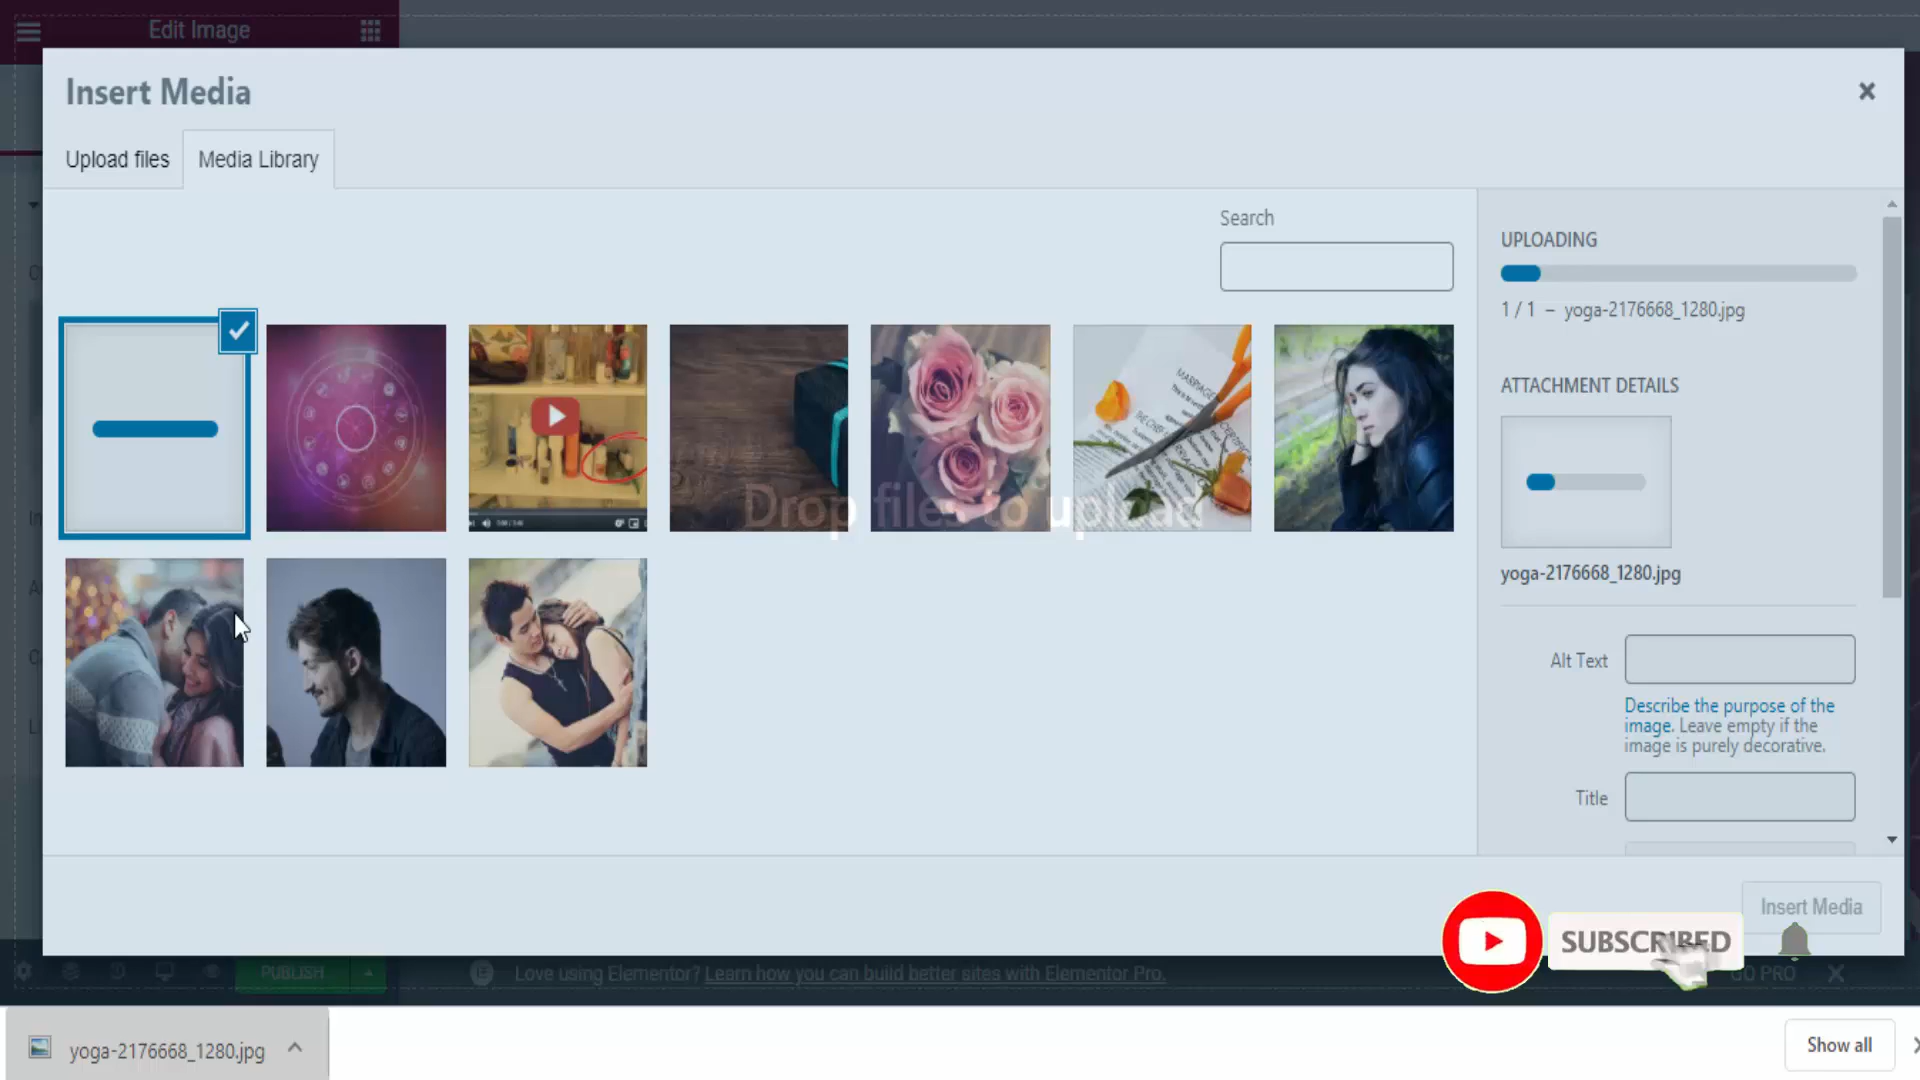 Edit Image
Insert Media
Upload files
Media Library
Search
UPLOADING
1 / 1 – yoga-2176668_1280.jpg
ATTACHMENT DETAILS
Drop files to upload
yoga-2176668_1280.jpg
Alt Text
Describe the purpose of the
image. Leave empty if the
image is purely decorative.
Title
Insert Media
SUBSCRIBED
PUBLISH
Love using Elementor? Learn how you can build better sites with Elementor Pro.
GO PRO
yoga-2176668_1280.jpg
Show all